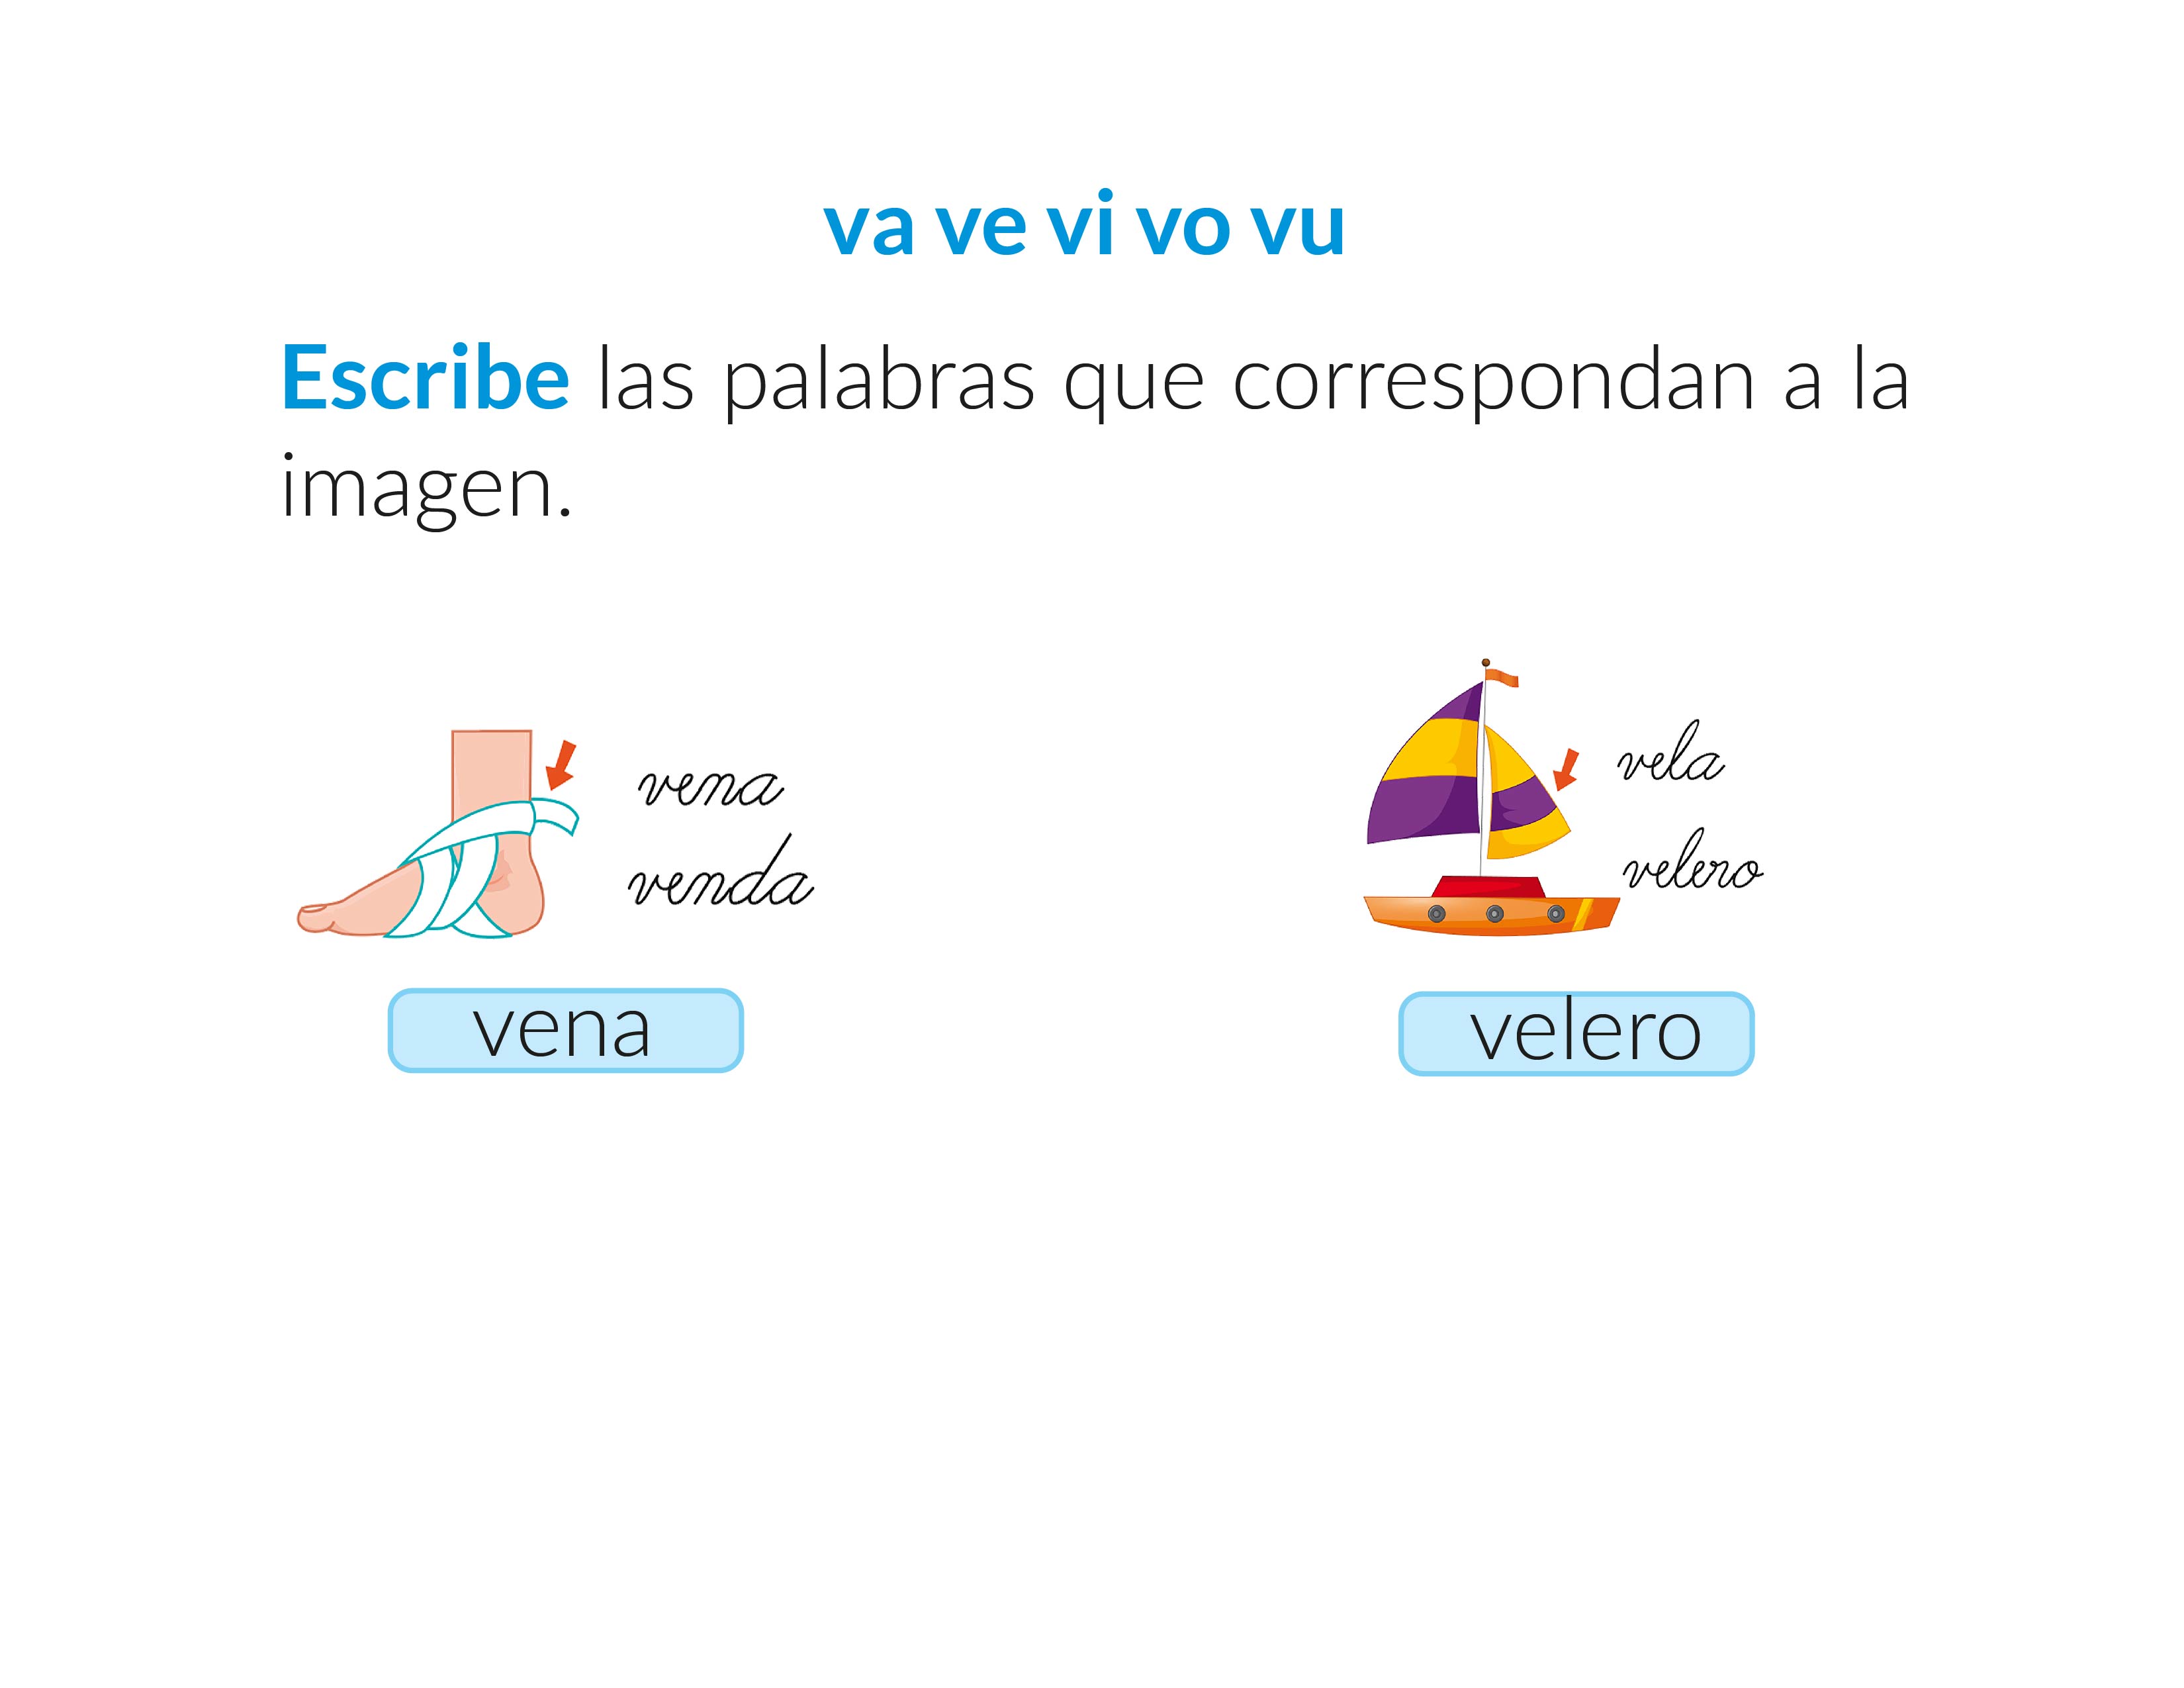 va ve vi vo vu
Escribe las palabras que correspondan a la
imagen.
vena
venda
vena
vela
velero
velero